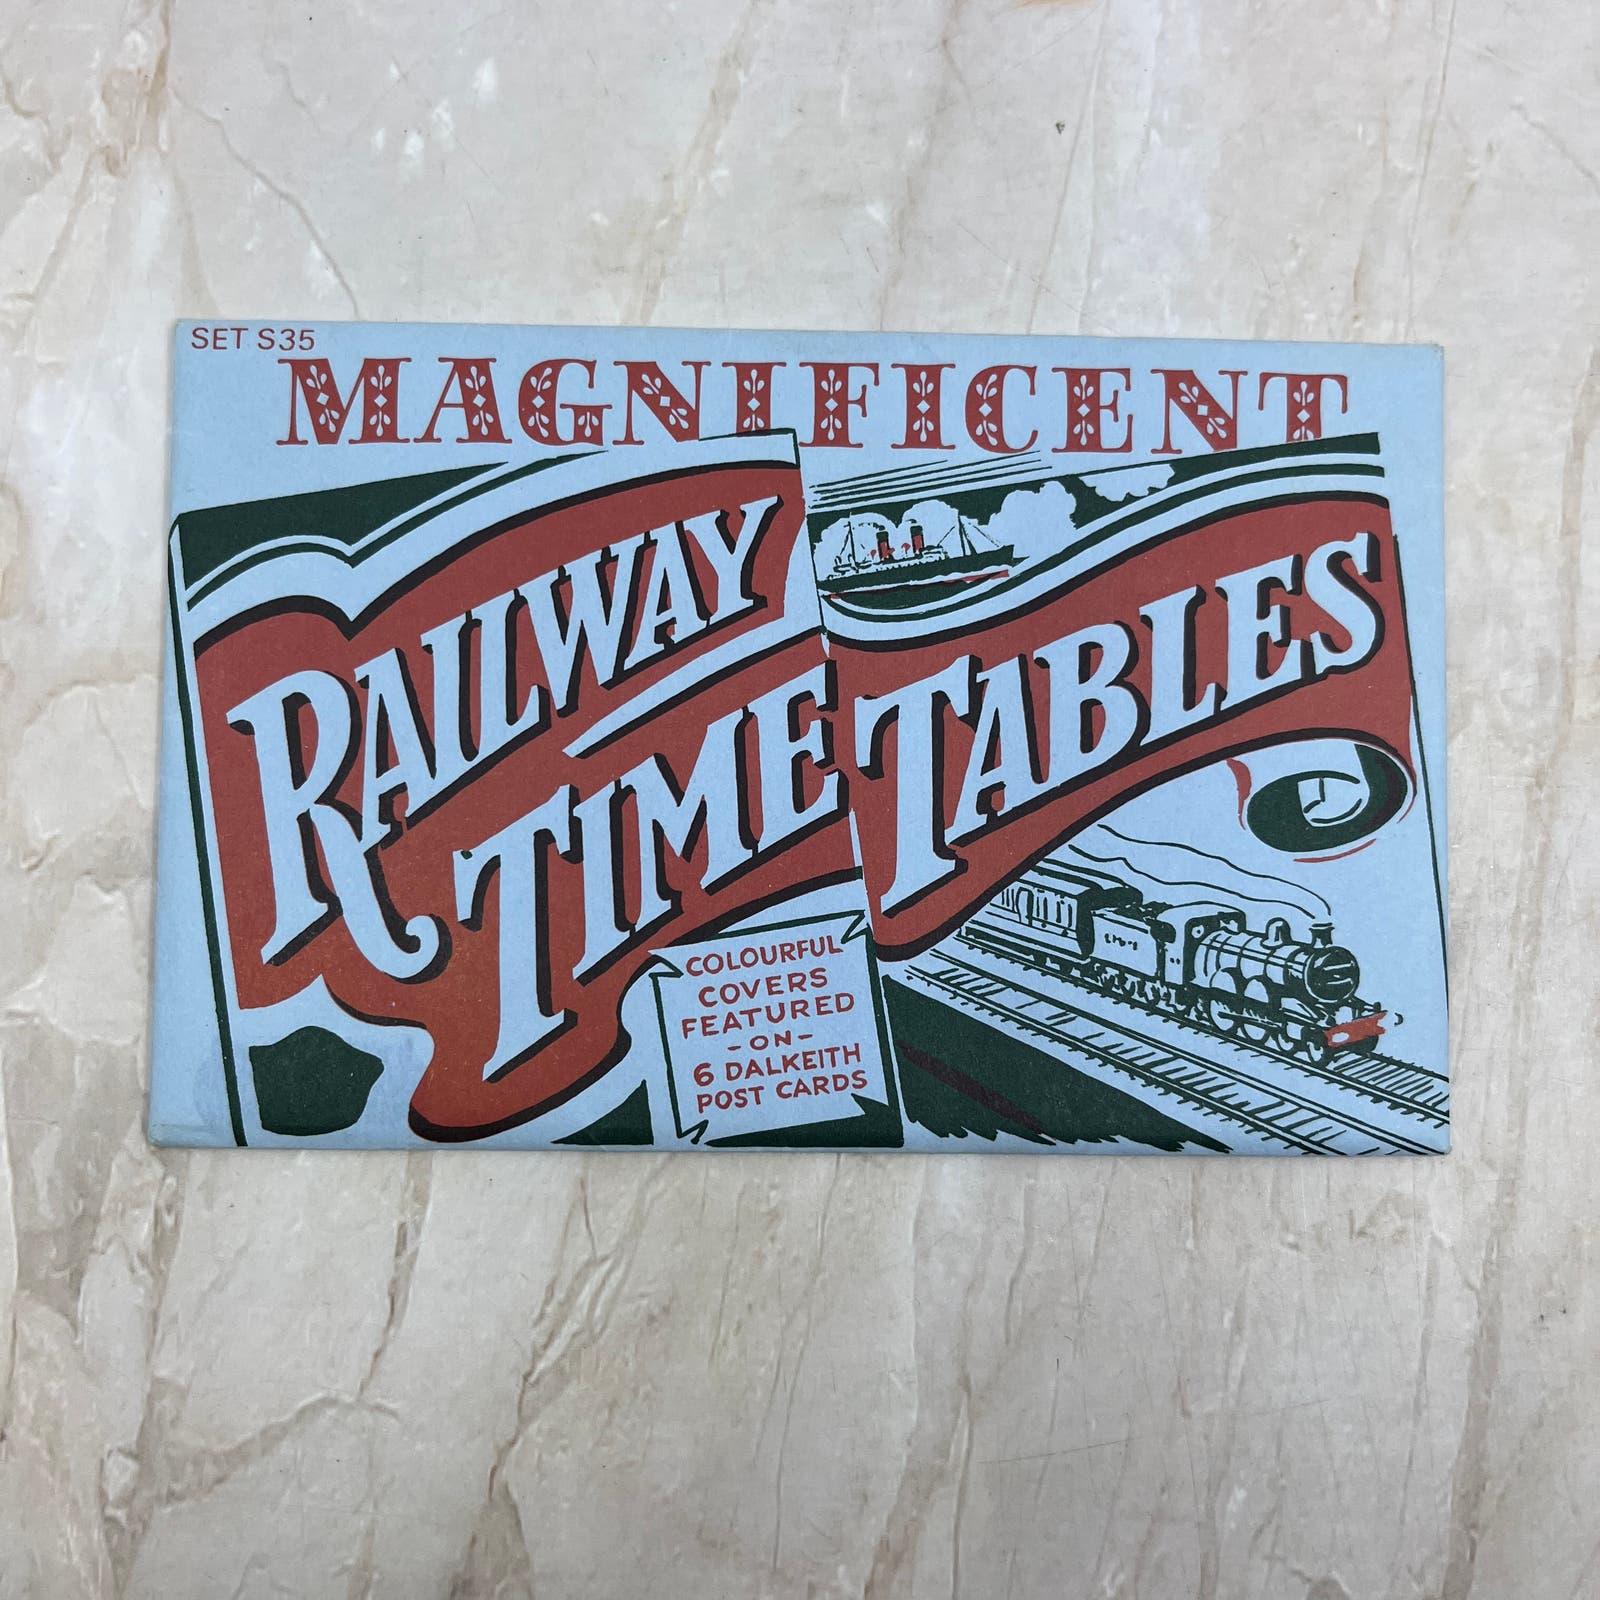 SET S35
MAGNIFICENT
RAILWAY
TIME TABLES
COLOURFUL
COVERS
FEATURED
-ON-
6 DALKEITH
POST CARDS